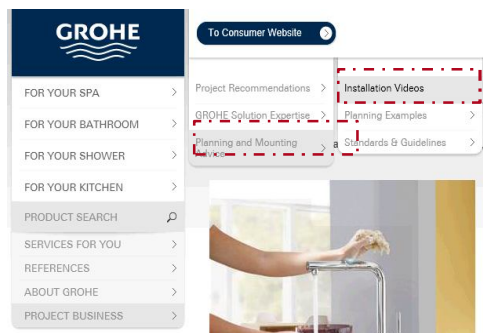 GROHE
To Consumer Website
FOR YOUR SPA
FOR YOUR BATHROOM
FOR YOUR SHOWER
FOR YOUR KITCHEN
PRODUCT SEARCH
SERVICES FOR YOU
REFERENCES
ABOUT GROHE
PROJECT BUSINESS
Project Recommendations
GROHE Solution Expertise
Planning and Mounting
Advice
Installation Videos
Planning Examples
Standards & Guidelines